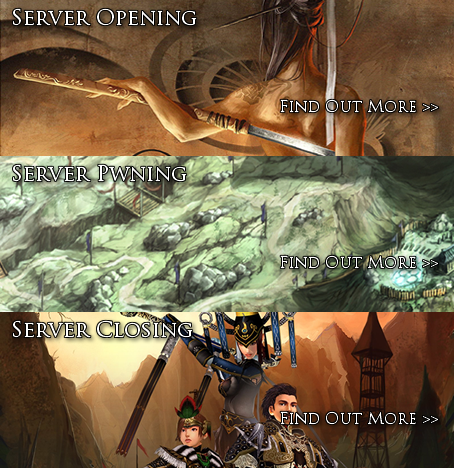 Server Opening
Find Out More >>
Server Pwning
Find Out More >>
Server Closing
Find Out More >>